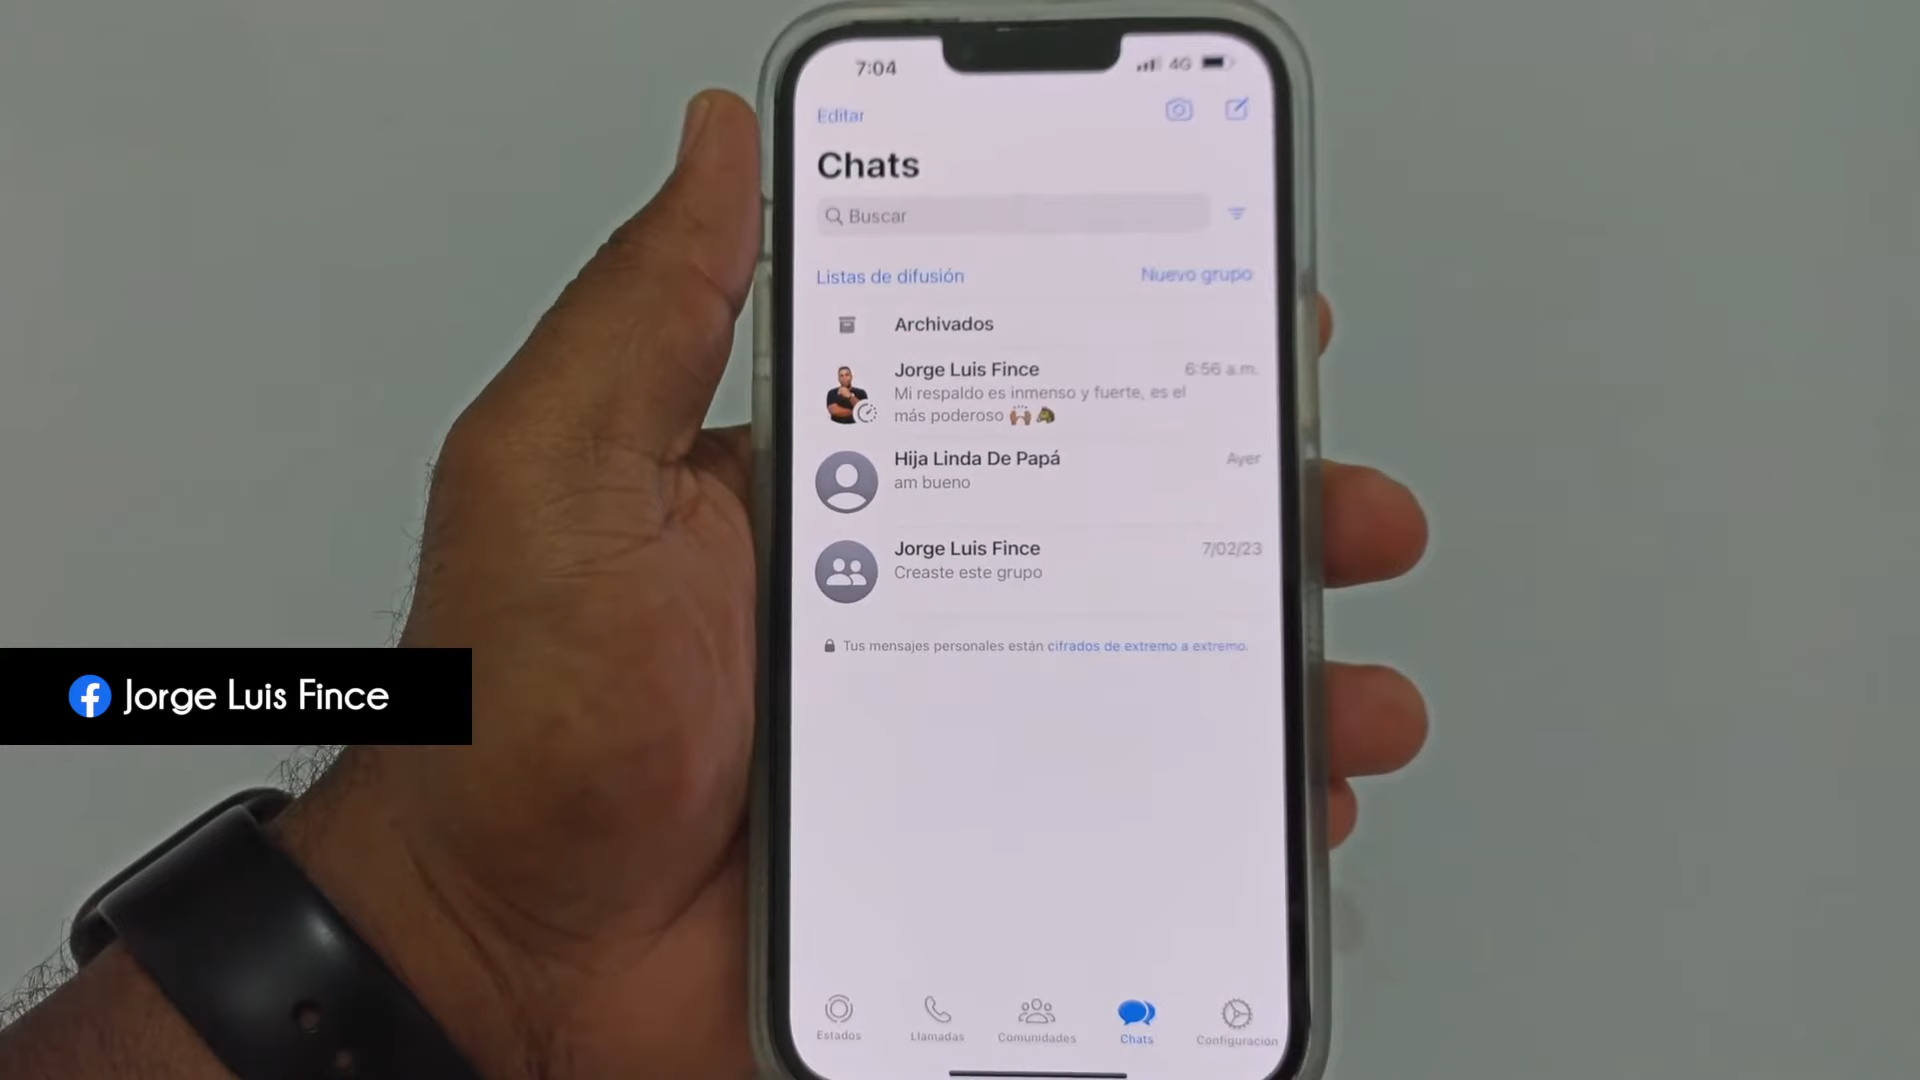 7:04
4G
Editar
Chats
Buscar
Listas de difusión
Nuevo grupo
Archivados
Jorge Luis Fince
6:56 a.m.
Mi respaldo es inmenso y fuerte, es el
más poderoso 🙌🏽🐴
Hija Linda De Papá
Ayer
am bueno
Jorge Luis Fince
7/02/23
Creaste este grupo
Tus mensajes personales están cifrados de extremo a extremo.
Jorge Luis Fince
Estados
Llamadas
Comunidades
Chats
Configuración